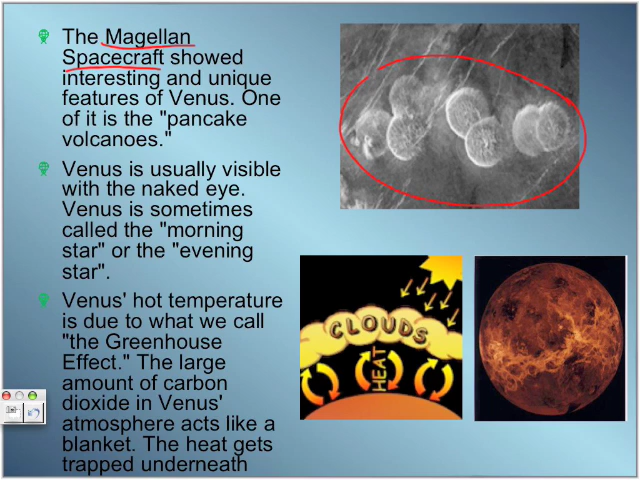 The Magellan
Spacecraft showed
interesting and unique
features of Venus. One
of it is the "pancake
volcanoes."
Venus is usually visible
with the naked eye.
Venus is sometimes
called the "morning
star" or the "evening
star".
Venus' hot temperature
is due to what we call
"the Greenhouse
Effect." The large
amount of carbon
dioxide in Venus'
atmosphere acts like a
blanket. The heat gets
trapped underneath
CLOUDS
HEAT